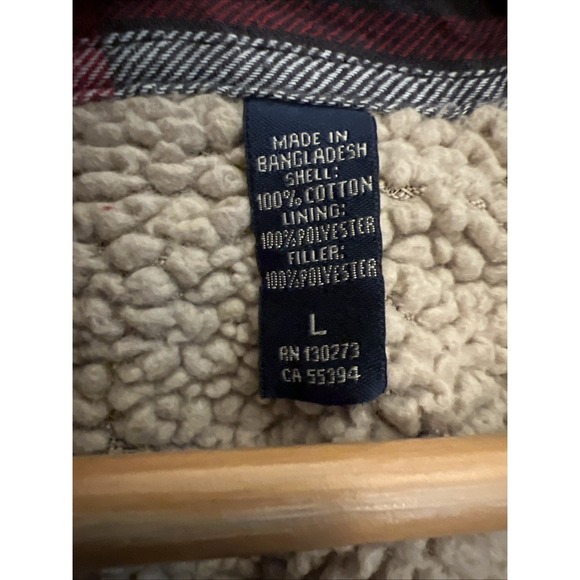 MADE IN
BANGLADESH
SHELL:
100% COTTON
LINING:
100%POLYESTER
FILLER:
100%POLYESTER
L
RN 130273
CA 55394